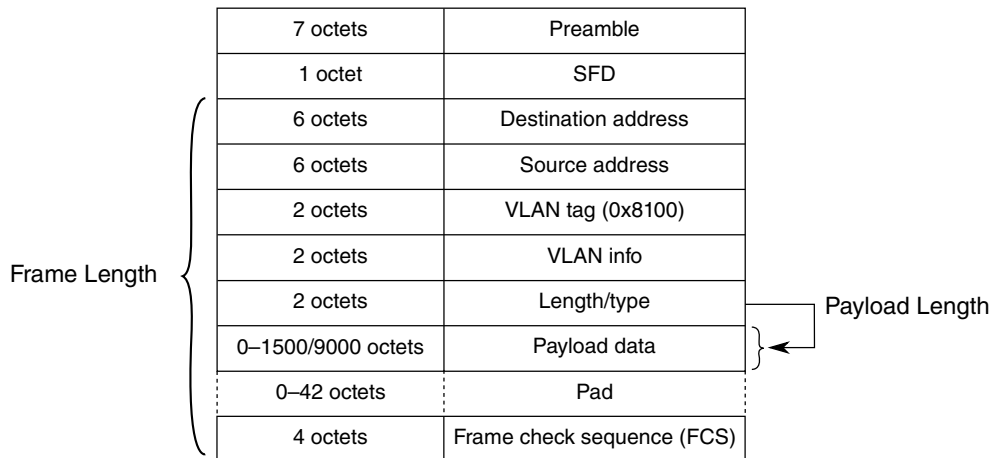 7 octets Preamble
1 octet SFD
6 octets Destination address
6 octets Source address
2 octets VLAN tag (0x8100)
2 octets VLAN info
Frame Length
2 octets Length/type
Payload Length
0–1500/9000 octets Payload data
0–42 octets Pad
4 octets Frame check sequence (FCS)